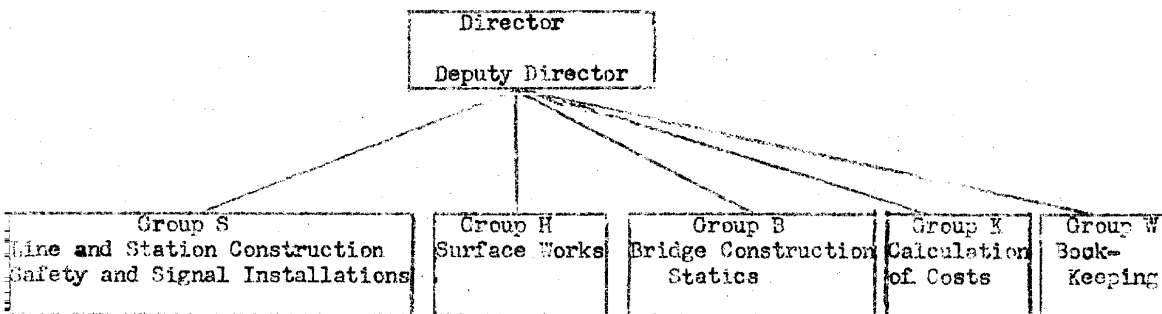 Director
Deputy Director
Group S
Line and Station Construction
Safety and Signal Installations
Group H
Surface Works
Group B
Bridge Construction
Statics
Group K
Calculation
of Costs
Group W
Book-
Keeping